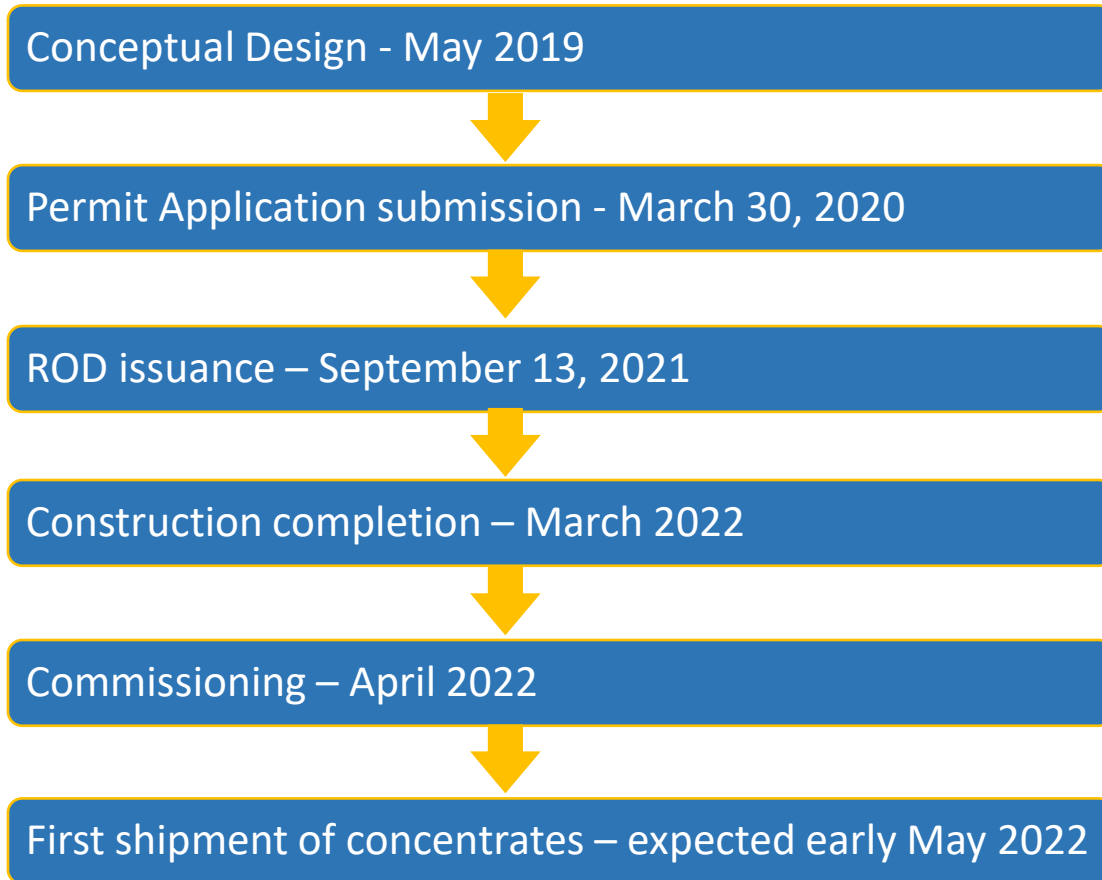 Conceptual Design - May 2019
Permit Application submission - March 30, 2020
ROD issuance – September 13, 2021
Construction completion – March 2022
Commissioning – April 2022
First shipment of concentrates – expected early May 2022